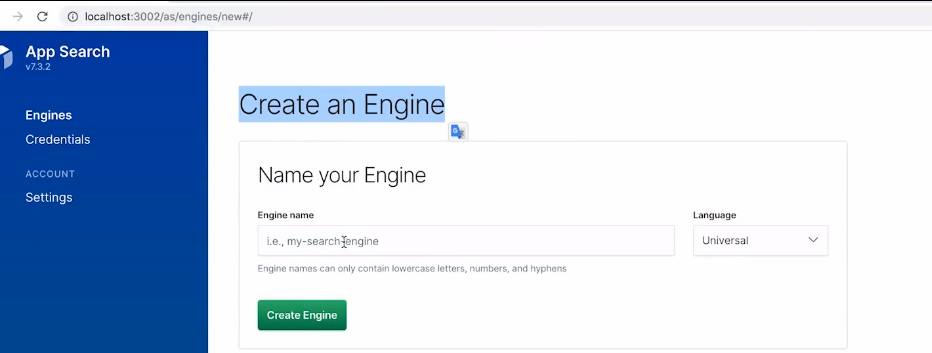 localhost:3002/as/engines/new#/
App Search
v7.3.2
Engines
Credentials
ACCOUNT
Settings
Create an Engine
Name your Engine
Engine name
i.e., my-search-engine
Engine names can only contain lowercase letters, numbers, and hyphens
Language
Universal
Create Engine